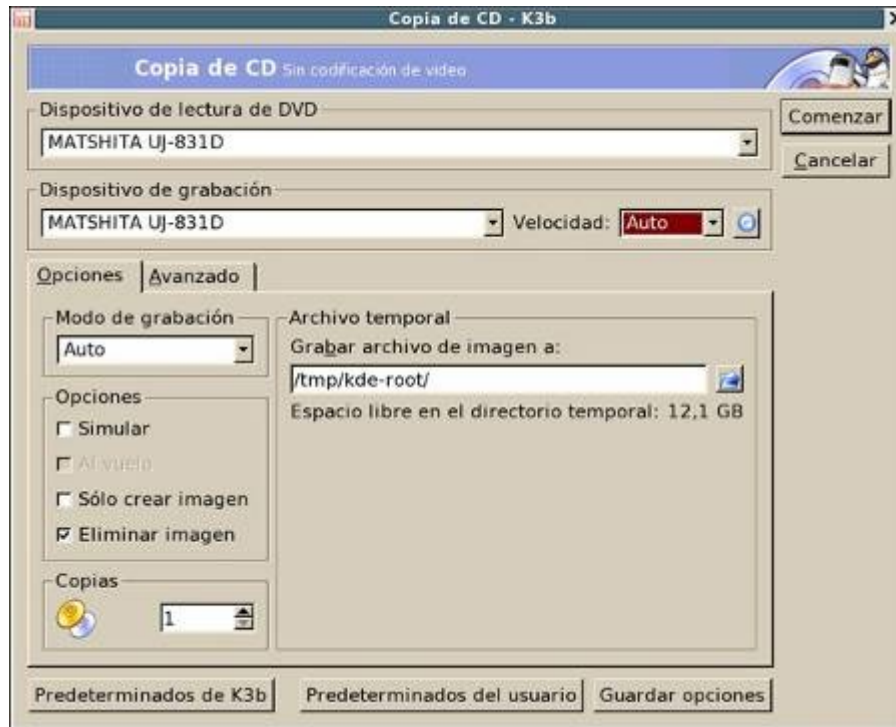 Copia de CD - K3b
Copia de CD Sin codificación de video
Dispositivo de lectura de DVD
MATSHITA UJ-831D
Comenzar
Cancelar
Dispositivo de grabación
MATSHITA UJ-831D
Velocidad: Auto
Opciones Avanzado
Modo de grabación
Auto
Opciones
Simular
Al vuelo
Sólo crear imagen
Eliminar imagen
Copias
1
Archivo temporal
Grabar archivo de imagen a:
/tmp/kde-root/
Espacio libre en el directorio temporal: 12,1 GB
Predeterminados de K3b Predeterminados del usuario Guardar opciones